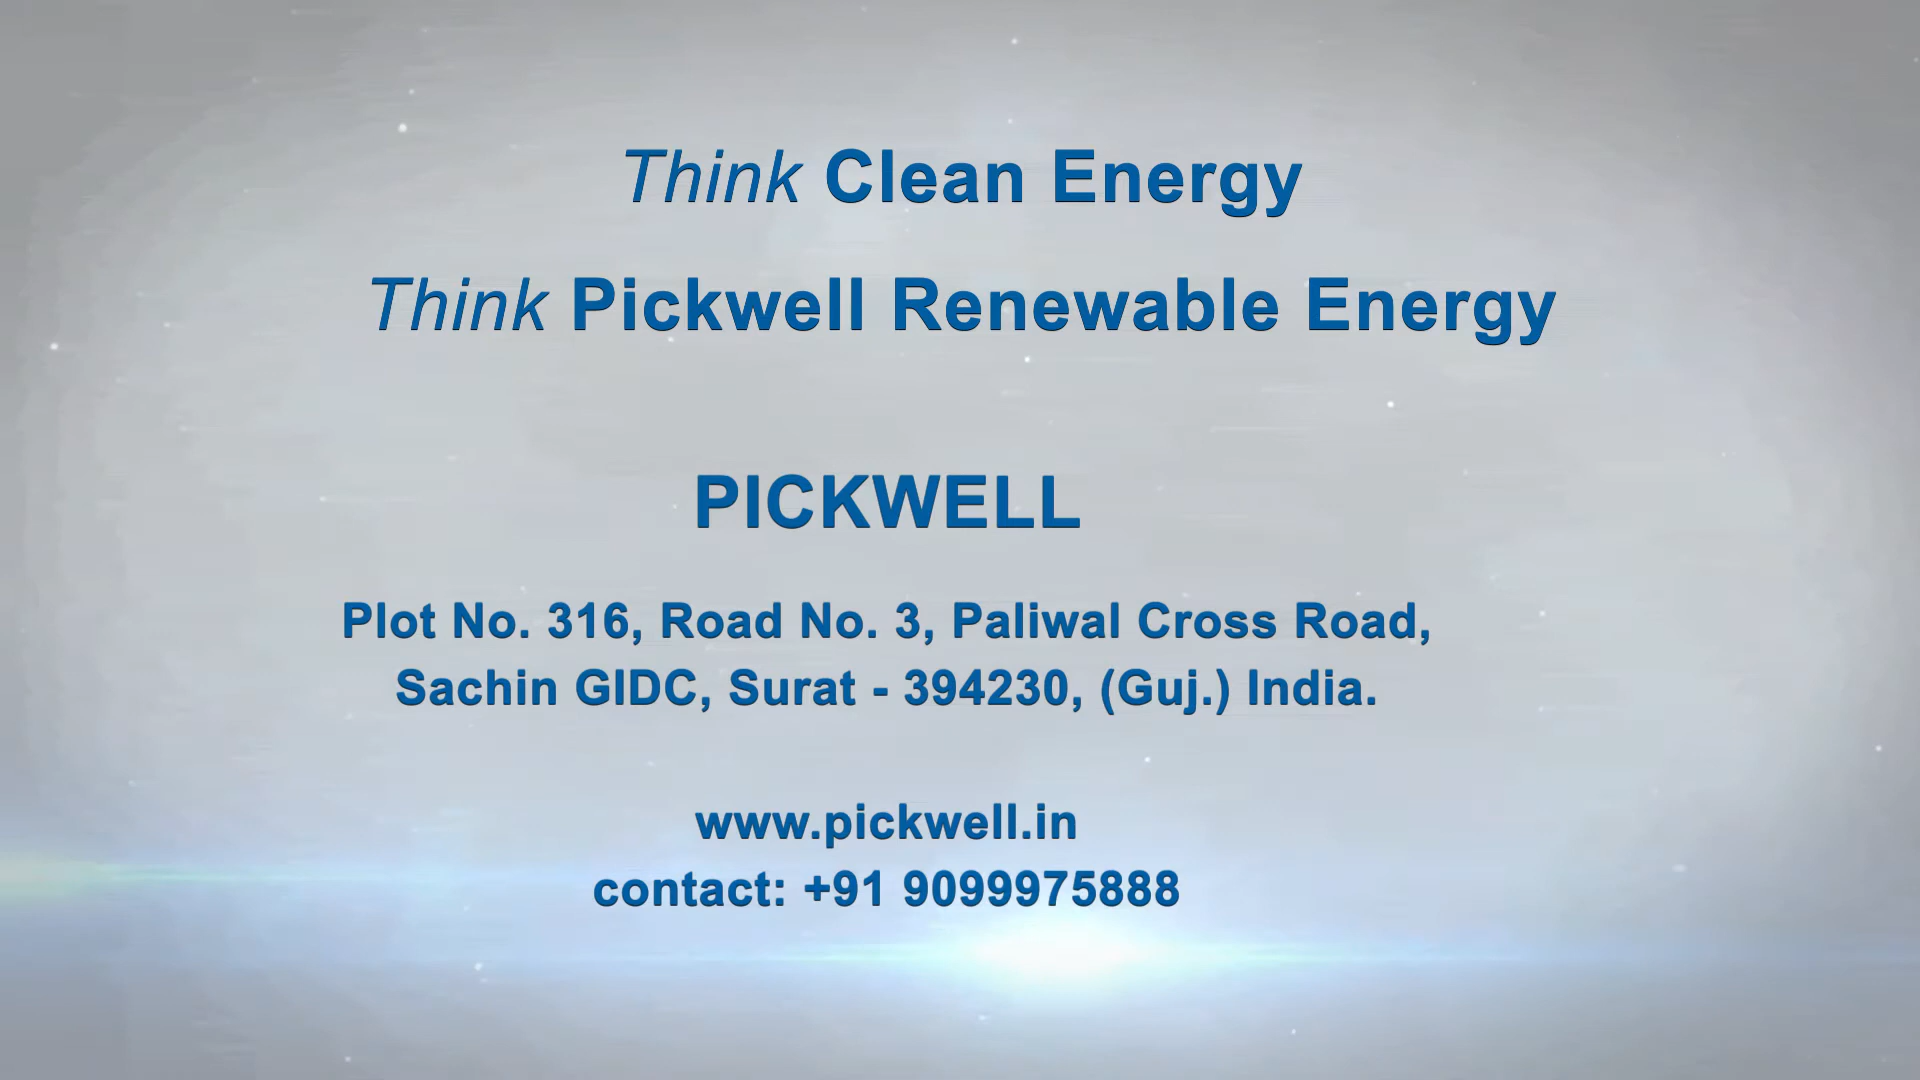 Think Clean Energy
Think Pickwell Renewable Energy
PICKWELL
Plot No. 316, Road No. 3, Paliwal Cross Road,
Sachin GIDC, Surat - 394230, (Guj.) India.
www.pickwell.in
contact: +91 9099975888